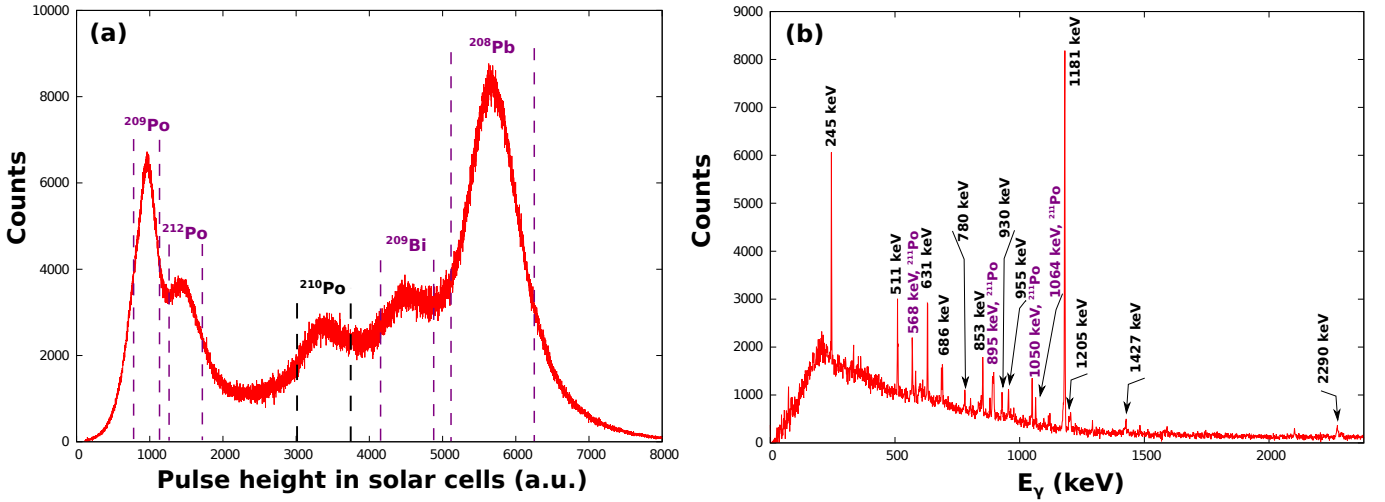 (a)
10000
8000
6000
4000
2000
0
Counts
²⁰⁹Po
²¹²Po
²¹⁰Po
²⁰⁹Bi
²⁰⁸Pb
0 1000 2000 3000 4000 5000 6000 7000 8000
Pulse height in solar cells (a.u.)
(b)
9000
8000
7000
6000
5000
4000
3000
2000
1000
0
Counts
245 keV
511 keV
568 keV, ²¹¹Po
631 keV
686 keV
780 keV
853 keV
895 keV, ²¹¹Po
930 keV
955 keV
1050 keV, ²¹¹Po
1064 keV, ²¹¹Po
1181 keV
1205 keV
1427 keV
2290 keV
0 500 1000 1500 2000
Eγ (keV)